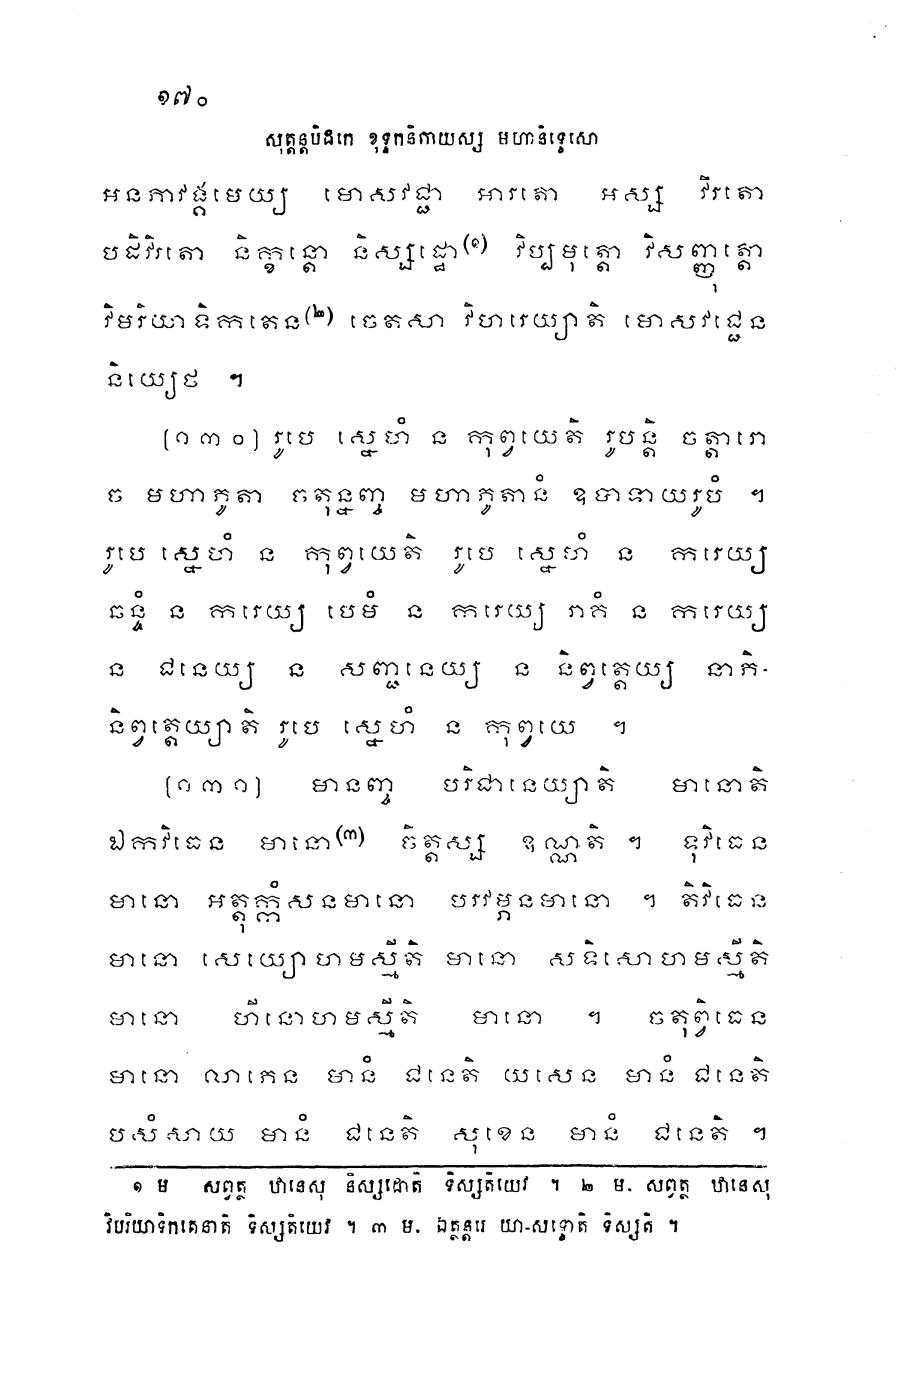 ១៧០
សុត្តន្តបិដកេ ខុទ្ទកនិកាយស្ស មហានិទ្ទេសោ
អនភាវង្គមេយ្យ មោសវជ្ជា អារតោ អស្ស វិរតោ
បដិវិរតោ និក្ខន្តោ និស្សដ្ឋោ(១) វិប្បមុត្តោ វិសញ្ញុត្តោ
វិមរិយាទិកតេន(២) ចេតសា វិហរេយ្យាតិ មោសវជ្ជេន
និយ្យេថ ។
[១៣០] រូបេ ស្នេហំ ន កុព្វយេតិ រូបន្តិ ចត្តារោ
ច មហាភូតា ចតុន្នញ្ច មហាភូតានំ ឧបាទាយរូបំ ។
រូបេ ស្នេហំ ន កុព្វយេតិ រូបេ ស្នេហំ ន ករេយ្យ
ឆន្ទំ ន ករេយ្យ បេមំ ន ករេយ្យ រាគំ ន ករេយ្យ
ន ជនេយ្យ ន សញ្ជនេយ្យ ន និព្វត្តេយ្យ នាភិ-
និព្វត្តេយ្យាតិ រូបេ ស្នេហំ ន កុព្វយេ ។
[១៣១] មានញ្ច បរិជានេយ្យាតិ មានោតិ
ឯកវិធេន មានោ(៣) ចិត្តស្ស ឧណ្ណតិ ។ ទុវិធេន
មានោ អត្តុក្កំសនមានោ បរវម្ភនមានោ ។ តិវិធេន
មានោ សេយ្យោហមស្មីតិ មានោ សទិសោហមស្មីតិ
មានោ ហីនោហមស្មីតិ មានោ ។ ចតុព្វិធេន
មានោ លាភេន មានំ ជនេតិ យសេន មានំ ជនេតិ
បសំសាយ មានំ ជនេតិ សុខេន មានំ ជនេតិ ។
១ ម សព្វត្ថ ឋានេសុ និស្សដោតិ ទិស្សតិយេវ ។ ២ ម. សព្វត្ថ ឋានេសុ
វិបរិយាទិកតេនាតិ ទិស្សតិយេវ ។ ៣ ម. ឯត្ថន្តរេ យា-សទ្ទោតិ ទិស្សតិ ។